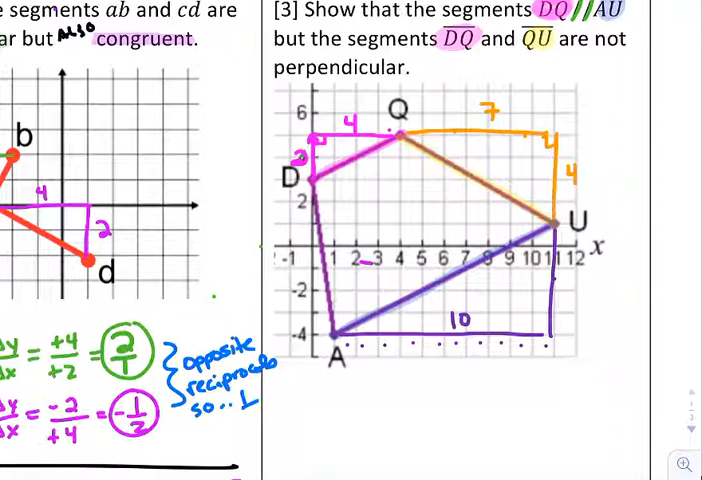 e segments ab and cd are
ar but ALSO congruent.
b
4
2
d
Δy/Δx = +4/+2 = 2/1
Δy/Δx = -2/+4 = -1/2
opposite
reciprocals
so.. ⊥
[3] Show that the segments DQ // AU
but the segments DQ and QU are not
perpendicular.
6
Q
4
7
2
4
D
2
U
-1 1 2 3 4 5 6 7 8 9 10 11 12 x
-2
10
-4
A
1
3